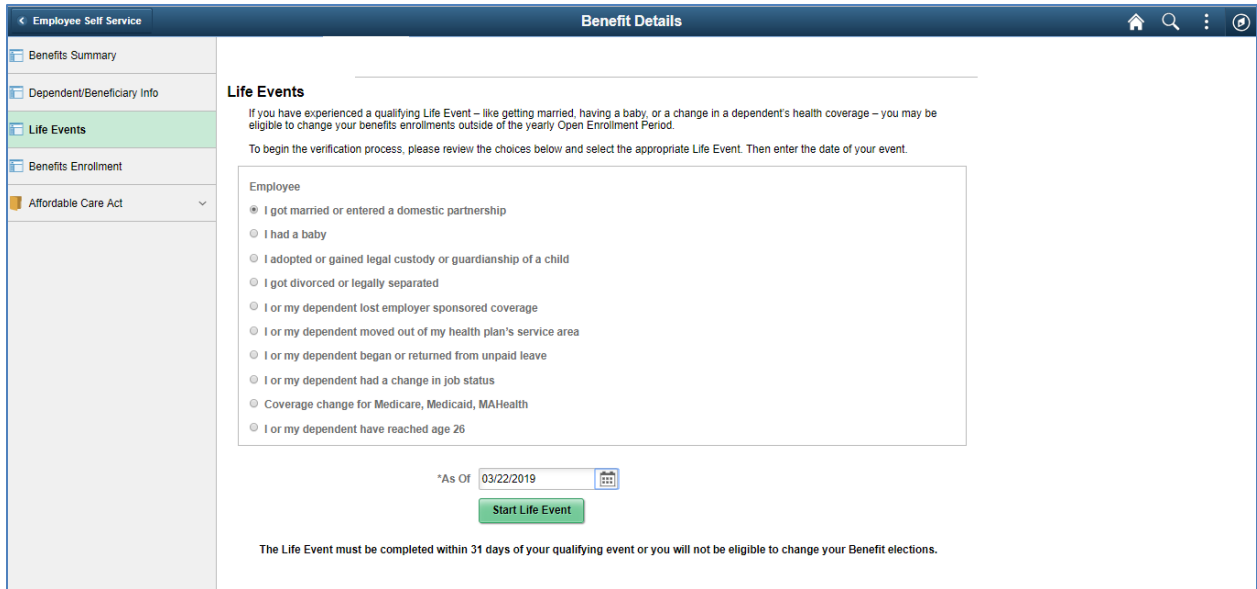 Employee Self Service
Benefit Details
Benefits Summary
Dependent/Beneficiary Info
Life Events
Benefits Enrollment
Affordable Care Act
Life Events
If you have experienced a qualifying Life Event – like getting married, having a baby, or a change in a dependent's health coverage – you may be
eligible to change your benefits enrollments outside of the yearly Open Enrollment Period.
To begin the verification process, please review the choices below and select the appropriate Life Event. Then enter the date of your event.
Employee
I got married or entered a domestic partnership
I had a baby
I adopted or gained legal custody or guardianship of a child
I got divorced or legally separated
I or my dependent lost employer sponsored coverage
I or my dependent moved out of my health plan's service area
I or my dependent began or returned from unpaid leave
I or my dependent had a change in job status
Coverage change for Medicare, Medicaid, MAHealth
I or my dependent have reached age 26
*As Of 03/22/2019
Start Life Event
The Life Event must be completed within 31 days of your qualifying event or you will not be eligible to change your Benefit elections.